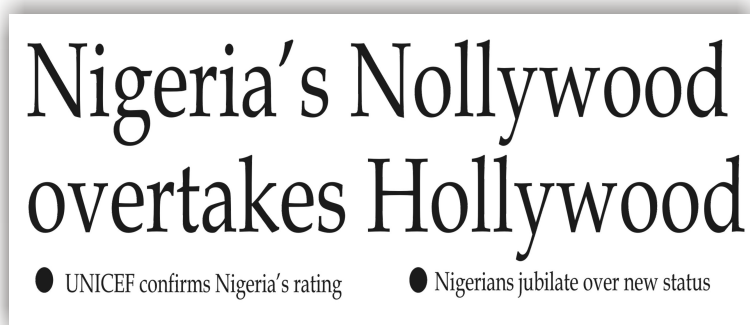 Nigeria's Nollywood
overtakes Hollywood
● UNICEF confirms Nigeria's rating ● Nigerians jubilate over new status